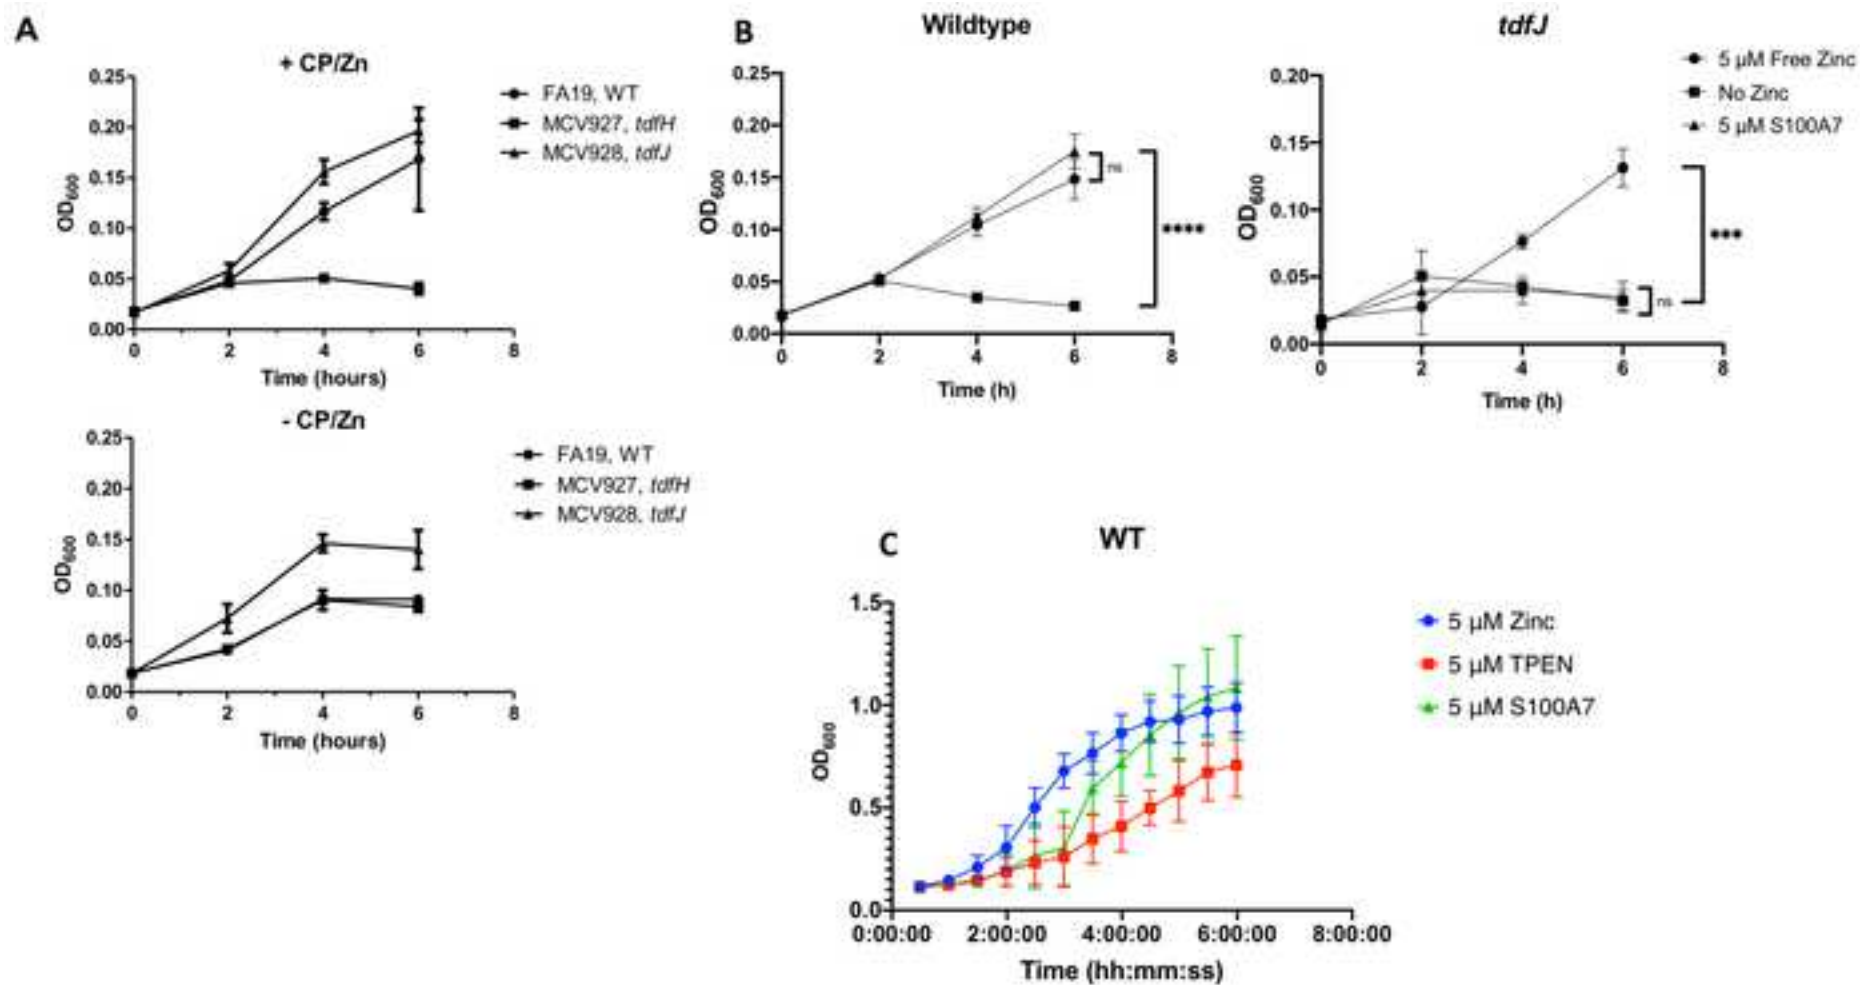 A
+ CP/Zn
0.25
0.20
0.15
0.10
0.05
0.00
OD600
0 2 4 6 8
Time (hours)
FA19, WT
MCV927, tdfH
MCV928, tdfJ
- CP/Zn
0.25
0.20
0.15
0.10
0.05
0.00
OD600
0 2 4 6 8
Time (hours)
FA19, WT
MCV927, tdfH
MCV928, tdfJ
B
Wildtype
0.25
0.20
0.15
0.10
0.05
0.00
OD600
0 2 4 6 8
Time (h)
ns
****
tdfJ
0.20
0.15
0.10
0.05
0.00
OD600
0 2 4 6 8
Time (h)
ns
***
5 µM Free Zinc
No Zinc
5 µM S100A7
C
WT
1.5
1.0
0.5
0.0
OD600
0:00:00 2:00:00 4:00:00 6:00:00 8:00:00
Time (hh:mm:ss)
5 µM Zinc
5 µM TPEN
5 µM S100A7